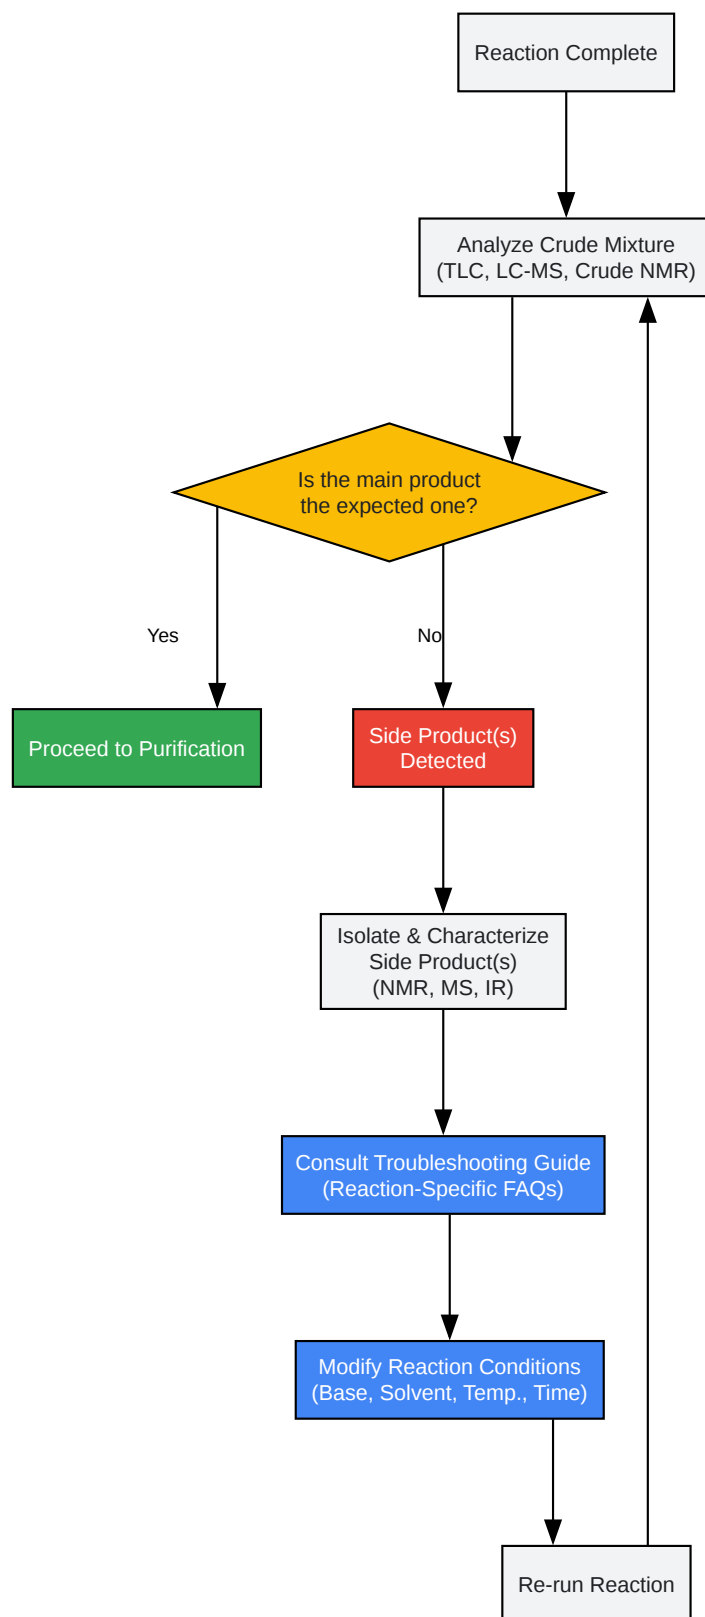 Reaction Complete
Analyze Crude Mixture
(TLC, LC-MS, Crude NMR)
Is the main product
the expected one?
Yes
No
Proceed to Purification
Side Product(s)
Detected
Isolate & Characterize
Side Product(s)
(NMR, MS, IR)
Consult Troubleshooting Guide
(Reaction-Specific FAQs)
Modify Reaction Conditions
(Base, Solvent, Temp., Time)
Re-run Reaction